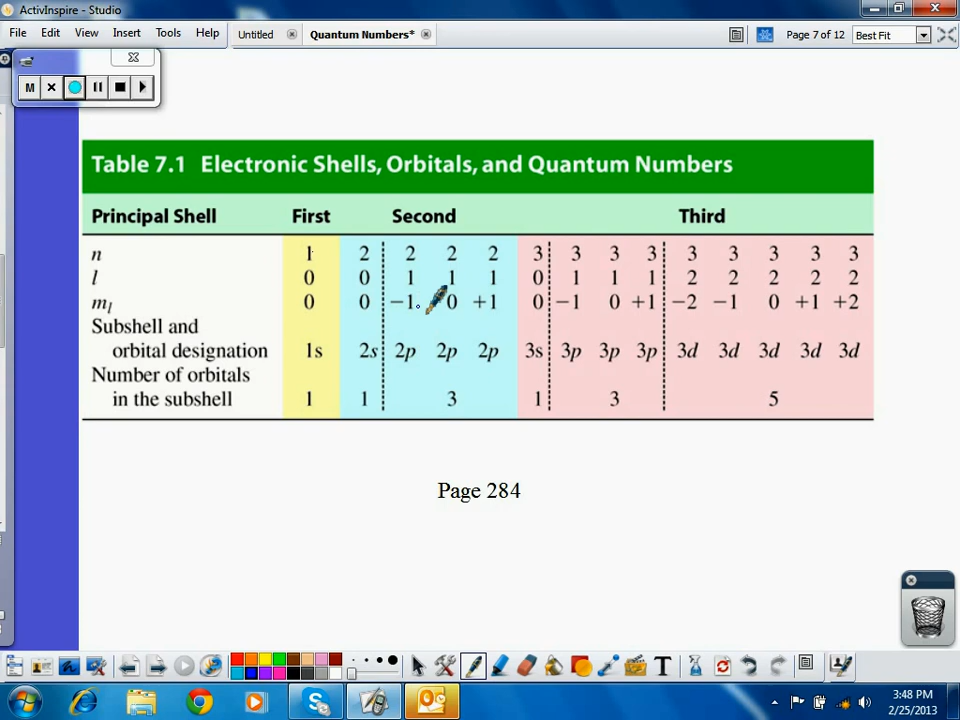 ActivInspire - Studio
File Edit View Insert Tools Help Untitled Quantum Numbers* Page 7 of 12 Best Fit
M
Table 7.1 Electronic Shells, Orbitals, and Quantum Numbers
Principal Shell First Second Third
n 1 2 2 2 2 3 3 3 3 3 3 3 3 3
l 0 0 1 1 1 0 1 1 1 2 2 2 2 2
ml 0 0 −1 0 +1 0 −1 0 +1 −2 −1 0 +1 +2
Subshell and
orbital designation 1s 2s 2p 2p 2p 3s 3p 3p 3p 3d 3d 3d 3d 3d
Number of orbitals
in the subshell 1 1 3 1 3 5
Page 284
T
3:48 PM
2/25/2013